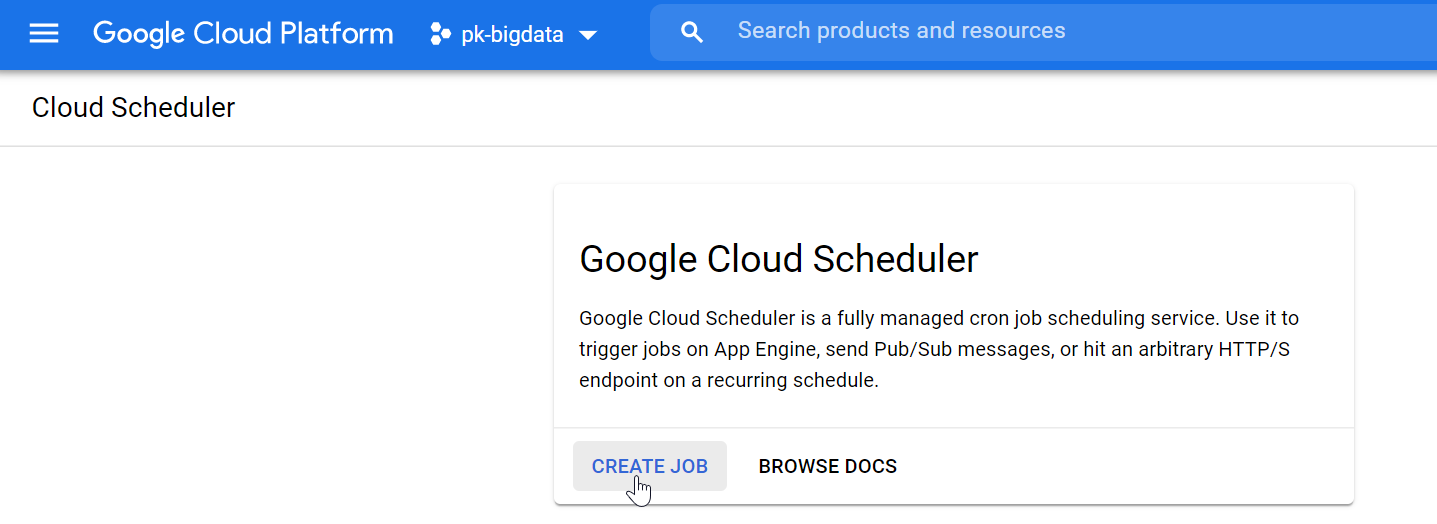 Google Cloud Platform pk-bigdata Search products and resources
Cloud Scheduler
Google Cloud Scheduler
Google Cloud Scheduler is a fully managed cron job scheduling service. Use it to
trigger jobs on App Engine, send Pub/Sub messages, or hit an arbitrary HTTP/S
endpoint on a recurring schedule.
CREATE JOB BROWSE DOCS